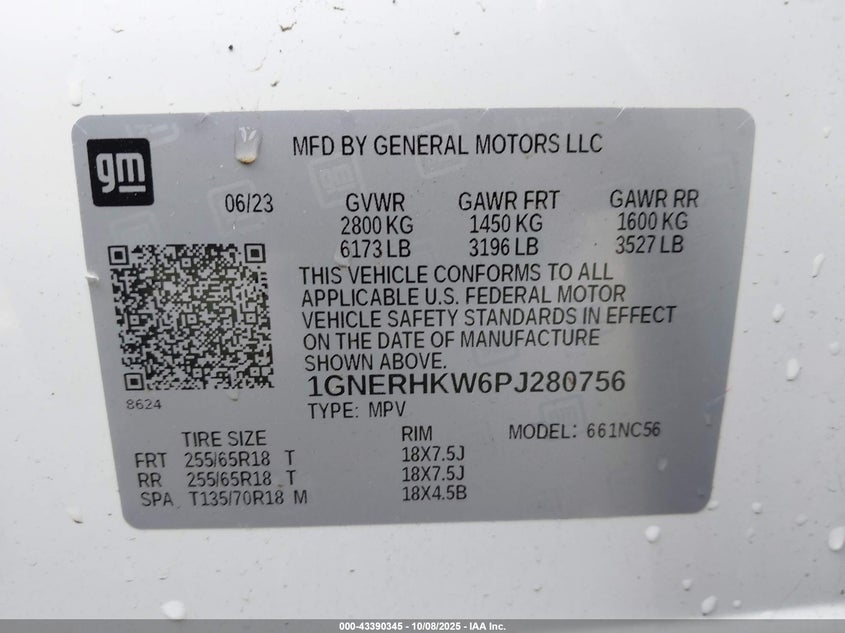 gm
MFD BY GENERAL MOTORS LLC
06/23 GVWR GAWR FRT GAWR RR
2800 KG 1450 KG 1600 KG
6173 LB 3196 LB 3527 LB
THIS VEHICLE CONFORMS TO ALL
APPLICABLE U.S. FEDERAL MOTOR
VEHICLE SAFETY STANDARDS IN EFFECT
ON THE DATE OF MANUFACTURE
SHOWN ABOVE.
1GNERHKW6PJ280756
8624
TYPE: MPV
TIRE SIZE RIM MODEL: 661NC56
FRT 255/65R18 T 18X7.5J
RR 255/65R18 T 18X7.5J
SPA T135/70R18 M 18X4.5B
000-43390345 - 10/08/2025 - IAA Inc.